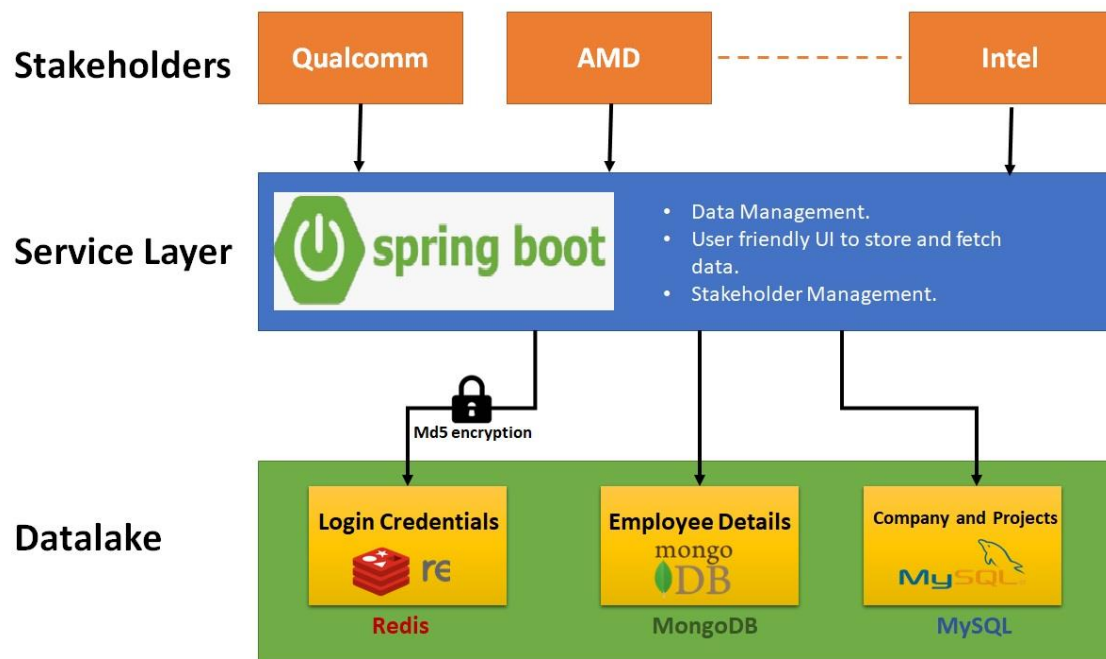 Stakeholders
Qualcomm
AMD
Intel
Service Layer
spring boot
• Data Management.
• User friendly UI to store and fetch
data.
• Stakeholder Management.
Md5 encryption
Datalake
Login Credentials
re
Redis
Employee Details
mongo
DB
MongoDB
Company and Projects
MySQL
MySQL